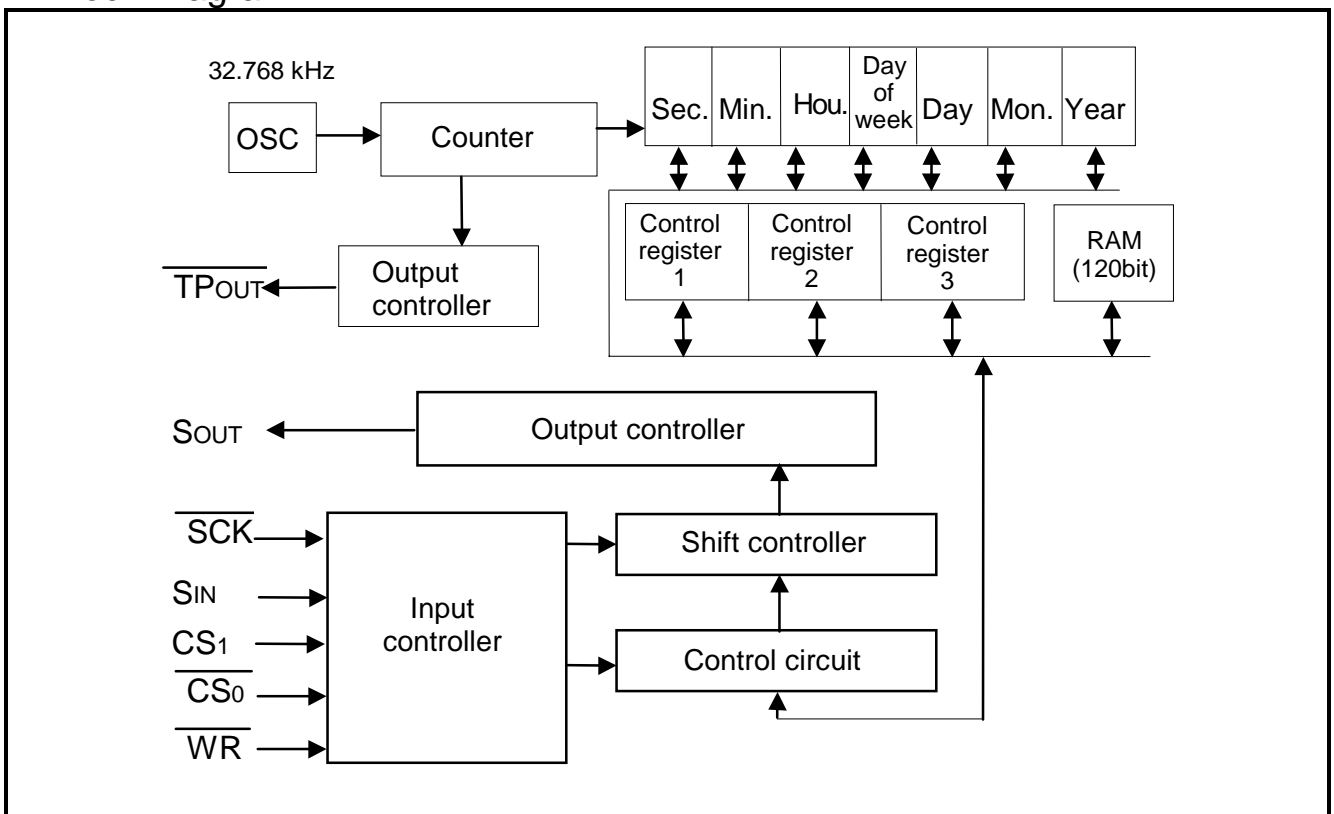 32.768 kHz
OSC
Counter
Sec.
Min.
Hou.
Day
of
week
Day
Mon.
Year
Control
register
1
Control
register
2
Control
register
3
RAM
(120bit)
TPOUT
Output
controller
SOUT
Output controller
SCK
SIN
CS1
CS0
WR
Input
controller
Shift controller
Control circuit